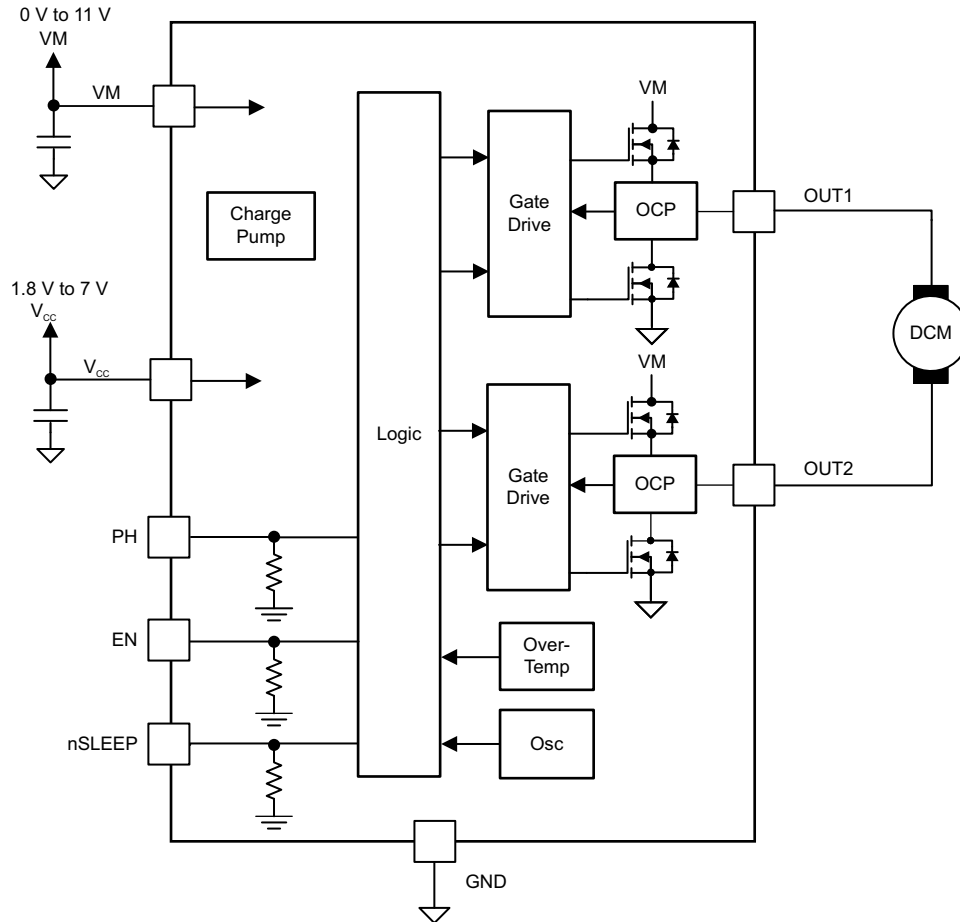 0 V to 11 V
VM
VM
VM
Gate
Drive
OCP
OUT1
Charge
Pump
1.8 V to 7 V
VCC
VCC
DCM
VM
Logic
Gate
Drive
OCP
OUT2
PH
EN
Over-
Temp
nSLEEP
Osc
GND